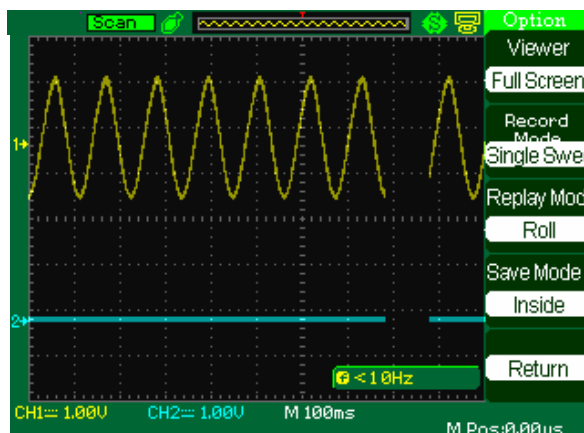 Scan
Option
Viewer
Full Screen
Record
Mode
Single Swe
Replay Mod
Roll
Save Mode
Inside
Return
1
2
f <10Hz
CH1 1.00V CH2 1.00V M 100ms
M Pos:0.00µs